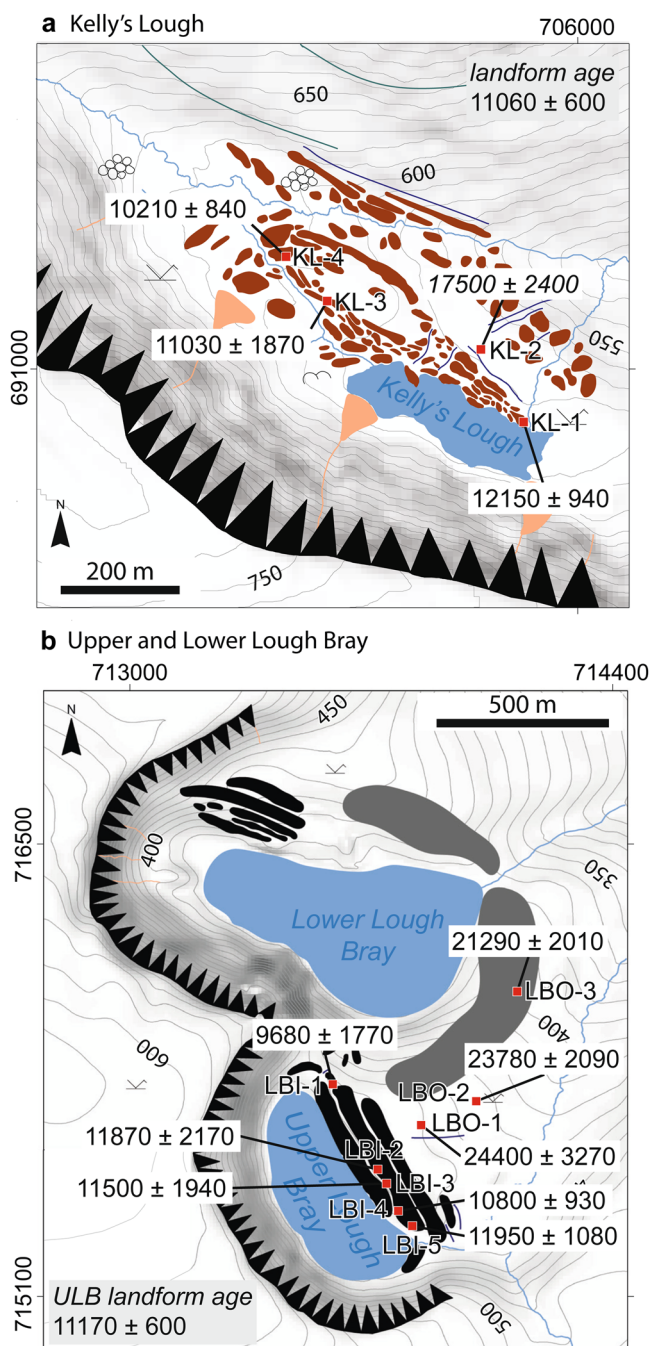 a Kelly's Lough
706000
landform age
11060 ± 600
650
600
10210 ± 840
KL-4
17500 ± 2400
KL-3
11030 ± 1870
KL-2
550
691000
Kelly's Lough
KL-1
12150 ± 940
N
200 m
750
b Upper and Lower Lough Bray
713000
714400
N
450
500 m
400
716500
350
Lower Lough
Bray
21290 ± 2010
LBO-3
400
600
9680 ± 1770
23780 ± 2090
LBI-1
LBO-2
LBO-1
11870 ± 2170
24400 ± 3270
Upper Lough
Bray
LBI-2
11500 ± 1940
LBI-3
LBI-4
10800 ± 930
LBI-5
11950 ± 1080
715100
ULB landform age
11170 ± 600
500